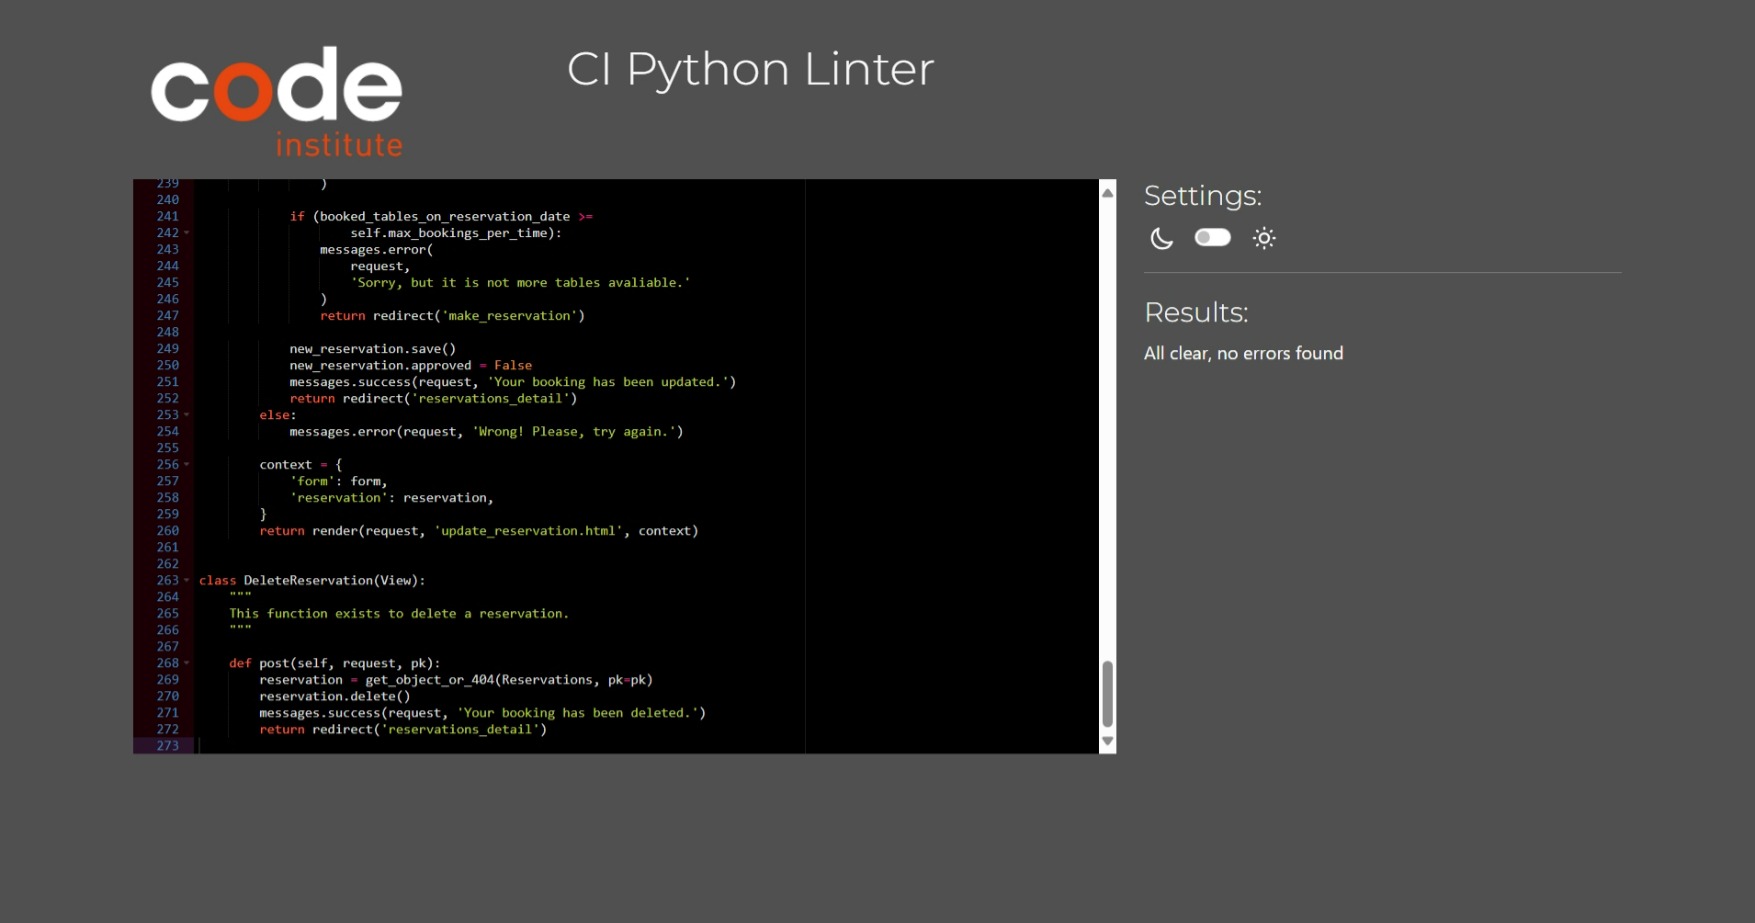 code
institute
CI Python Linter
239 )
240
241 if (booked_tables_on_reservation_date >=
242 self.max_bookings_per_time):
243 messages.error(
244 request,
245 'Sorry, but it is not more tables avaliable.'
246 )
247 return redirect('make_reservation')
248
249 new_reservation.save()
250 new_reservation.approved = False
251 messages.success(request, 'Your booking has been updated.')
252 return redirect('reservations_detail')
253 else:
254 messages.error(request, 'Wrong! Please, try again.')
255
256 context = {
257 'form': form,
258 'reservation': reservation,
259 }
260 return render(request, 'update_reservation.html', context)
261
262
263 class DeleteReservation(View):
264 """
265 This function exists to delete a reservation.
266 """
267
268 def post(self, request, pk):
269 reservation = get_object_or_404(Reservations, pk=pk)
270 reservation.delete()
271 messages.success(request, 'Your booking has been deleted.')
272 return redirect('reservations_detail')
273
Settings:
Results:
All clear, no errors found